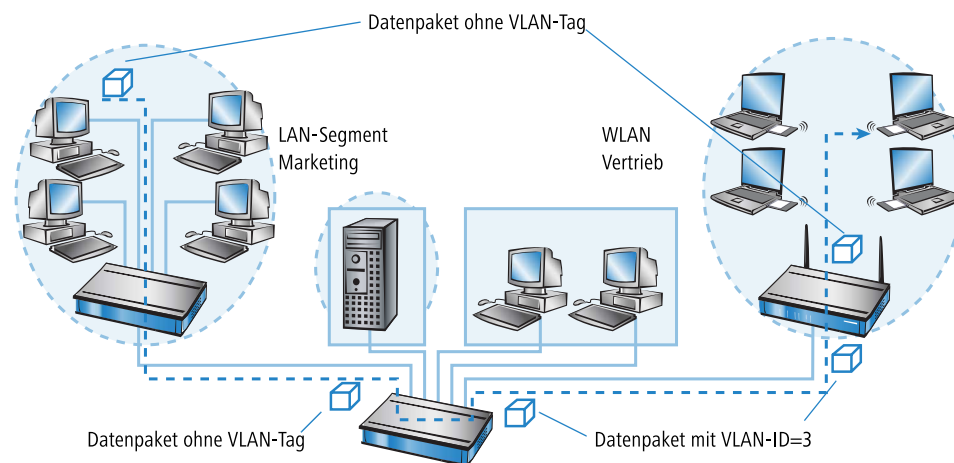 Datenpaket ohne VLAN-Tag
LAN-Segment
Marketing
WLAN
Vertrieb
Datenpaket ohne VLAN-Tag
Datenpaket mit VLAN-ID=3